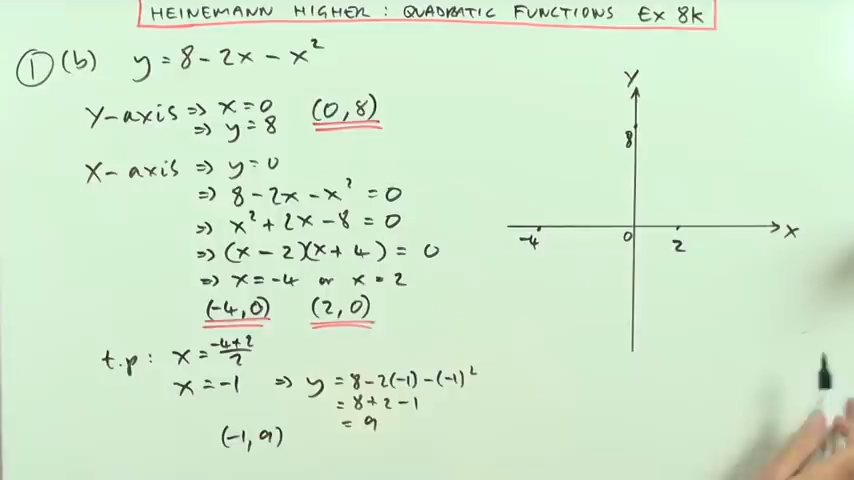 HEINEMANN HIGHER : QUADRATIC FUNCTIONS Ex 8K
① (b) y = 8 - 2x - x²
Y-axis ⇒ x = 0 (0, 8)
⇒ y = 8
X-axis ⇒ y = 0
⇒ 8 - 2x - x² = 0
⇒ x² + 2x - 8 = 0
⇒ (x - 2)(x + 4) = 0
⇒ x = -4 or x = 2
(-4, 0) (2, 0)
t.p : x = -4+2/2
x = -1 ⇒ y = 8 - 2(-1) - (-1)²
= 8 + 2 - 1
= 9
(-1, 9)
Y
8
-4 0 2 X